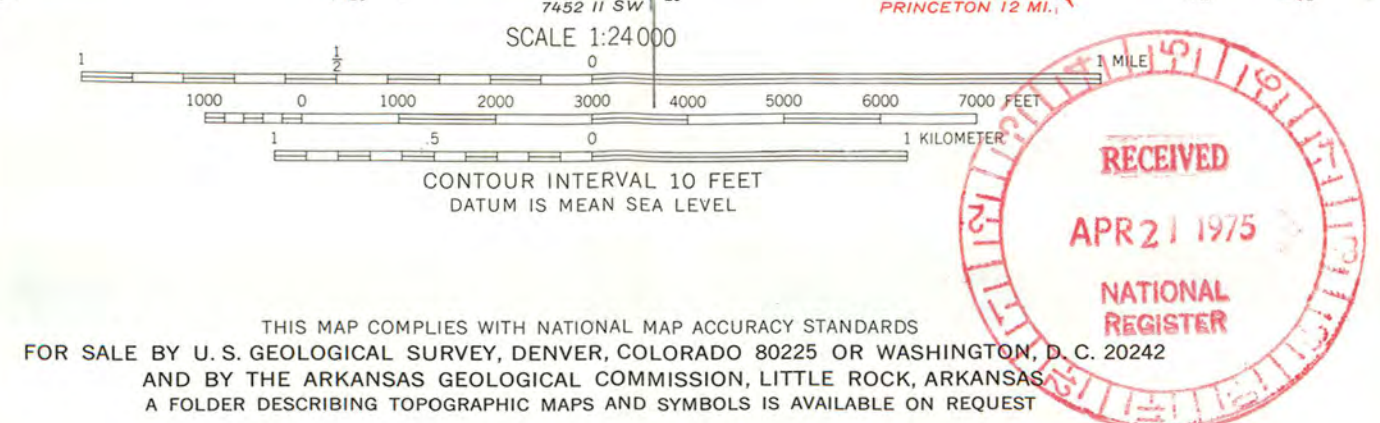 7452 II SW
PRINCETON 12 MI.
SCALE 1:24 000
1 ½ 0 1 MILE
1000 0 1000 2000 3000 4000 5000 6000 7000 FEET
1 .5 0 1 KILOMETER
CONTOUR INTERVAL 10 FEET
DATUM IS MEAN SEA LEVEL
RECEIVED
APR 21 1975
NATIONAL
REGISTER
THIS MAP COMPLIES WITH NATIONAL MAP ACCURACY STANDARDS
FOR SALE BY U. S. GEOLOGICAL SURVEY, DENVER, COLORADO 80225 OR WASHINGTON, D. C. 20242
AND BY THE ARKANSAS GEOLOGICAL COMMISSION, LITTLE ROCK, ARKANSAS
A FOLDER DESCRIBING TOPOGRAPHIC MAPS AND SYMBOLS IS AVAILABLE ON REQUEST